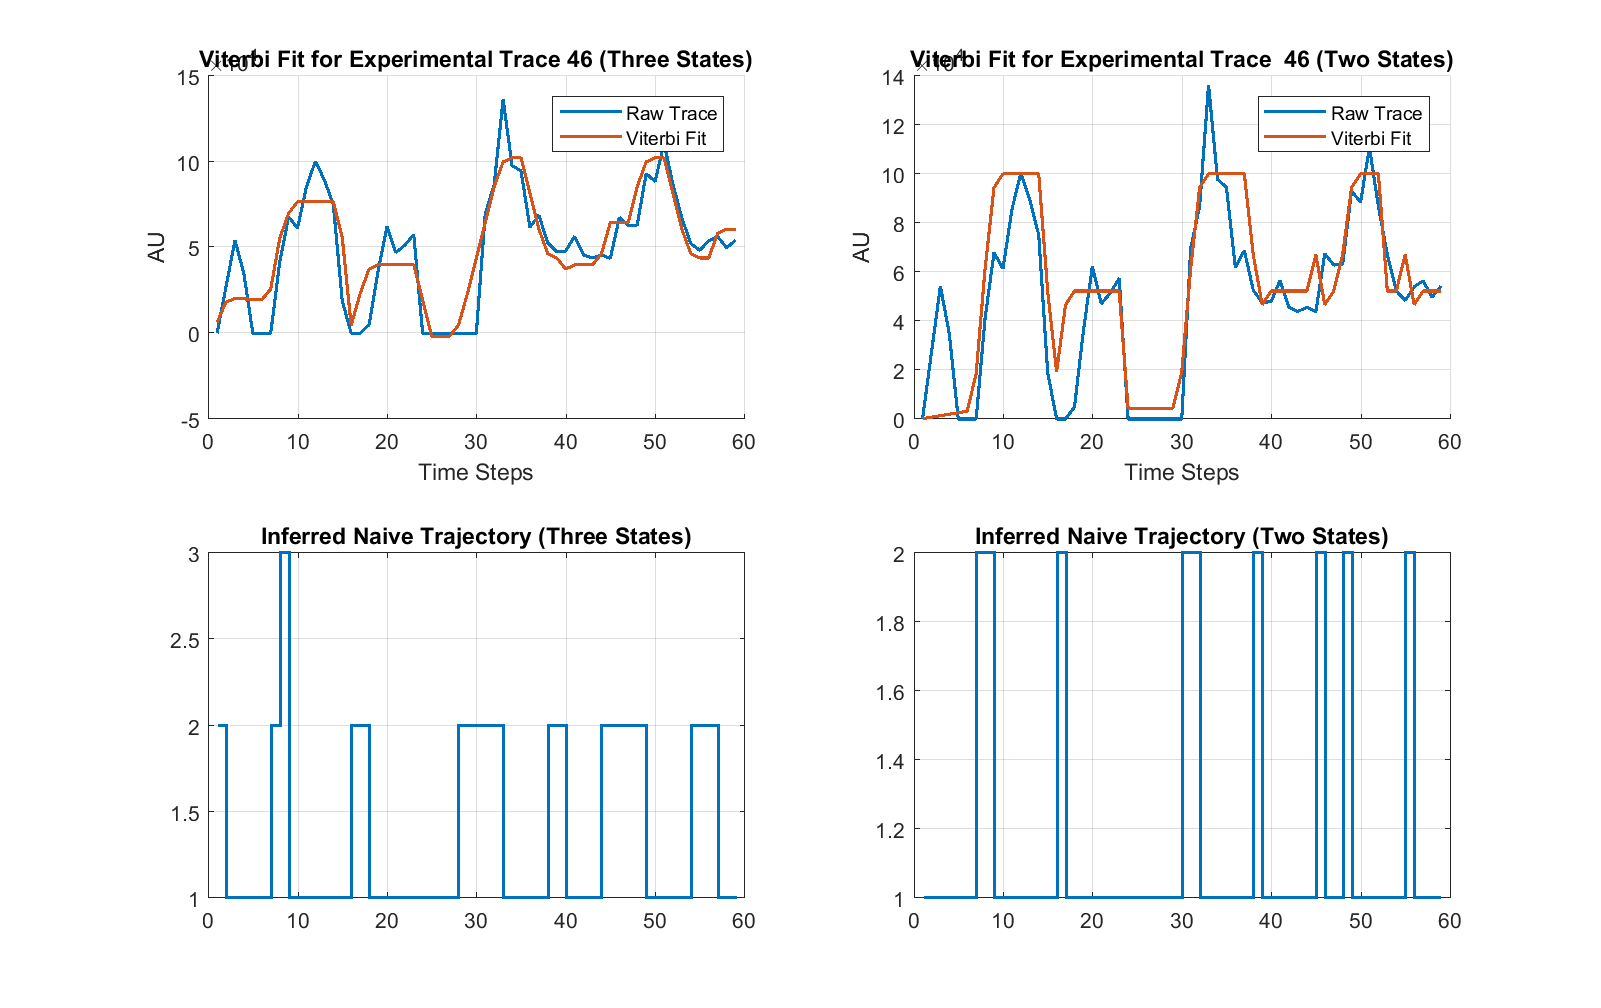 Viterbi Fit for Experimental Trace 46 (Three States)
15
10
5
0
-5
AU
Raw Trace
Viterbi Fit
0 10 20 30 40 50 60
Time Steps
Viterbi Fit for Experimental Trace  46 (Two States)
14
12
10
8
6
4
2
0
AU
Raw Trace
Viterbi Fit
0 10 20 30 40 50 60
Time Steps
Inferred Naive Trajectory (Three States)
3
2.5
2
1.5
1
0 10 20 30 40 50 60
Inferred Naive Trajectory (Two States)
2
1.8
1.6
1.4
1.2
1
0 10 20 30 40 50 60